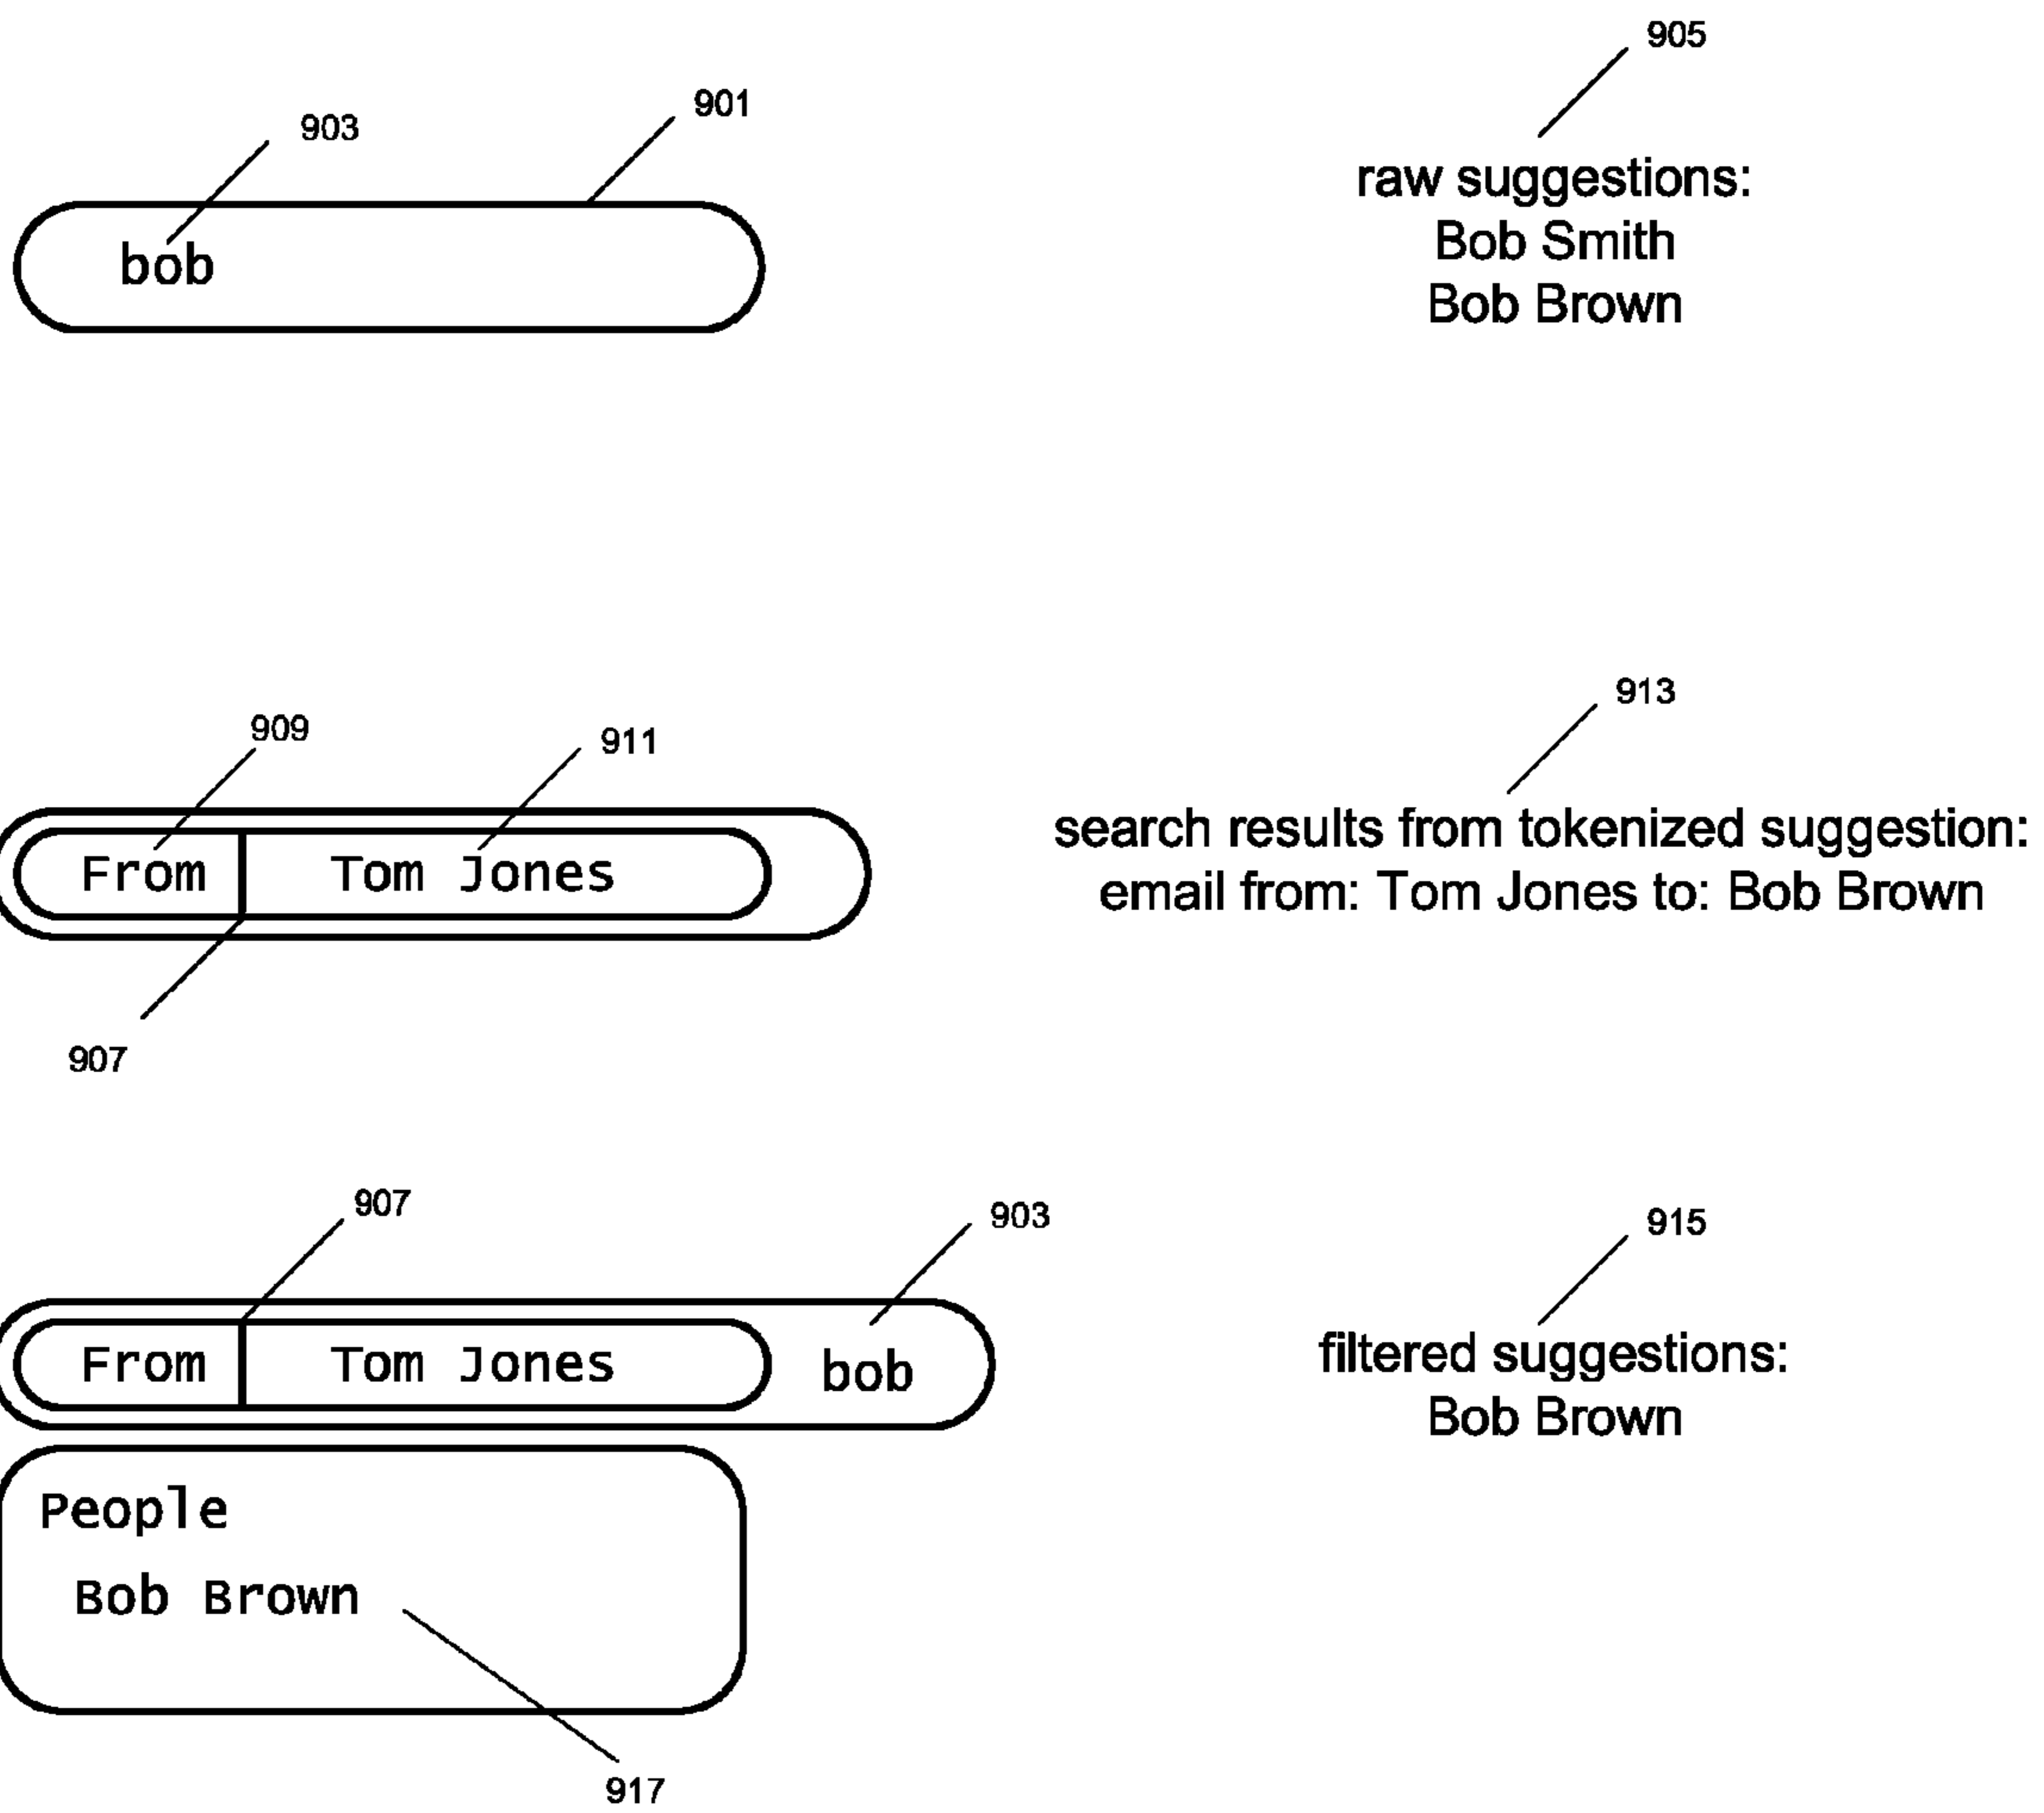 905
901
903
raw suggestions:
bob
Bob Smith
Bob Brown
913
909
911
search results from tokenized suggestion:
From Tom Jones
email from: Tom Jones to: Bob Brown
907
907
903
915
From Tom Jones bob
filtered suggestions:
Bob Brown
People
Bob Brown
917